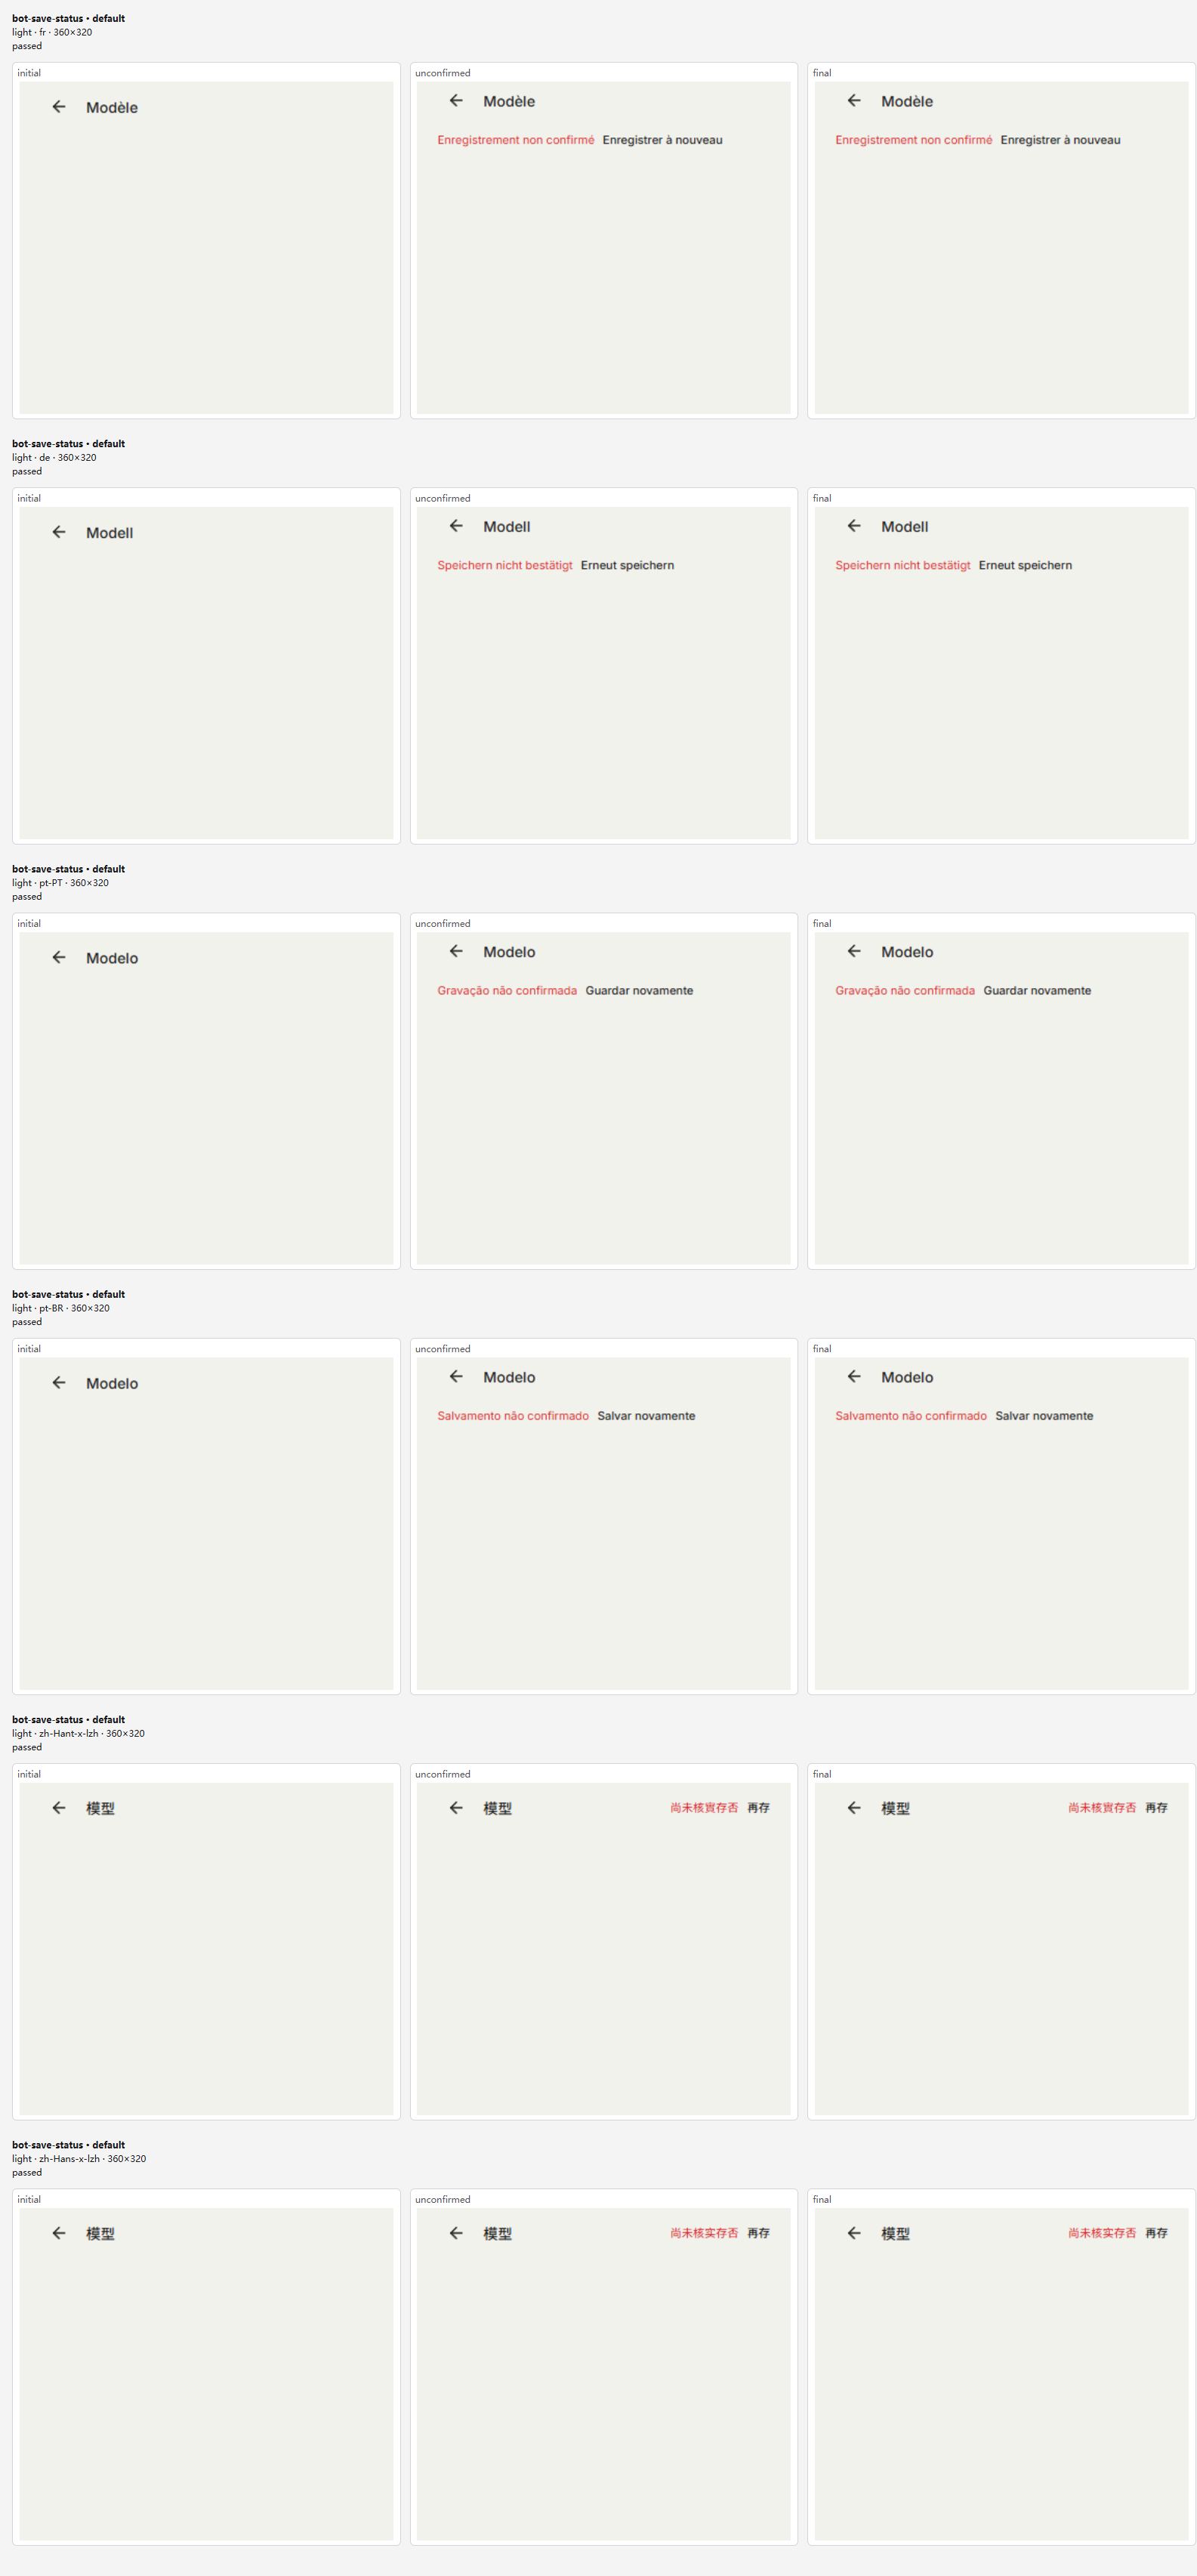 bot-save-status • default
light · fr · 360×320
passed
initial
unconfirmed
final
Modèle
Modèle
Modèle
Enregistrement non confirmé Enregistrer à nouveau
Enregistrement non confirmé Enregistrer à nouveau
bot-save-status • default
light · de · 360×320
passed
initial
unconfirmed
final
Modell
Modell
Modell
Speichern nicht bestätigt Erneut speichern
Speichern nicht bestätigt Erneut speichern
bot-save-status • default
light · pt-PT · 360×320
passed
initial
unconfirmed
final
Modelo
Modelo
Modelo
Gravação não confirmada Guardar novamente
Gravação não confirmada Guardar novamente
bot-save-status • default
light · pt-BR · 360×320
passed
initial
unconfirmed
final
Modelo
Modelo
Modelo
Salvamento não confirmado Salvar novamente
Salvamento não confirmado Salvar novamente
bot-save-status • default
light · zh-Hant-x-lzh · 360×320
passed
initial
unconfirmed
final
模型
模型 尚未核實存否 再存
模型 尚未核實存否 再存
bot-save-status • default
light · zh-Hans-x-lzh · 360×320
passed
initial
unconfirmed
final
模型
模型 尚未核实存否 再存
模型 尚未核实存否 再存